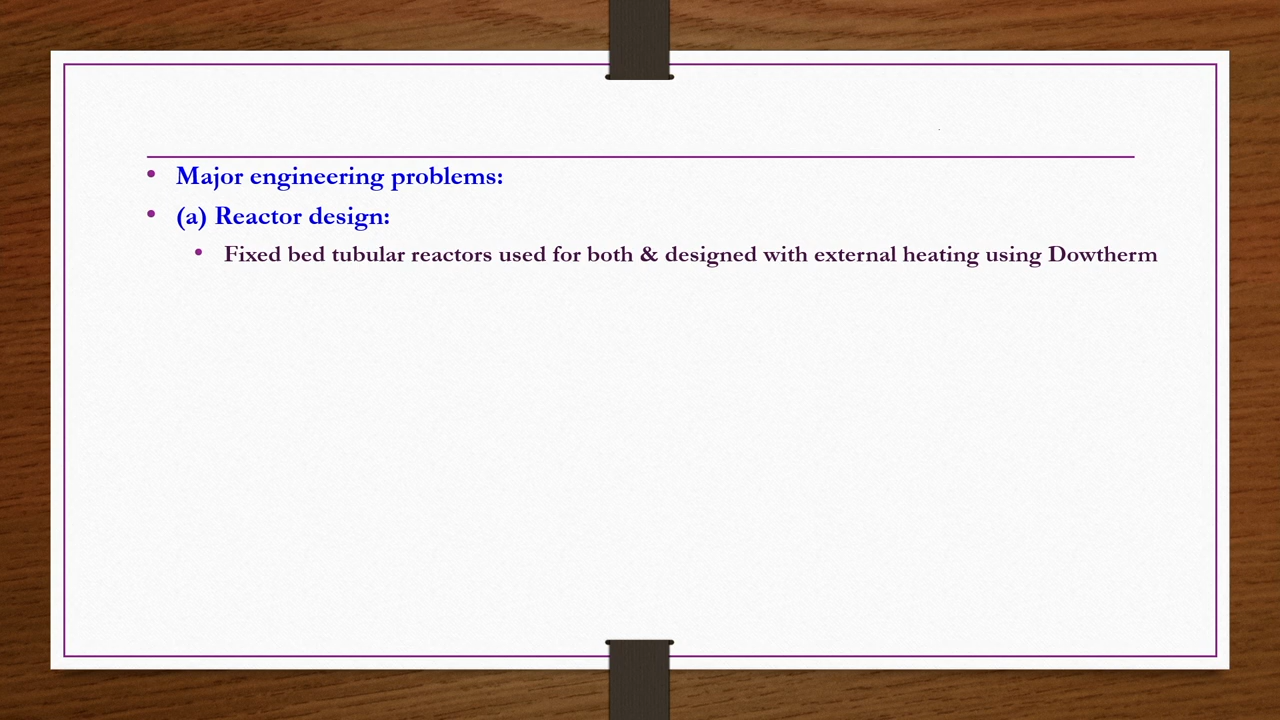 • Major engineering problems:
• (a) Reactor design:
• Fixed bed tubular reactors used for both & designed with external heating using Dowtherm